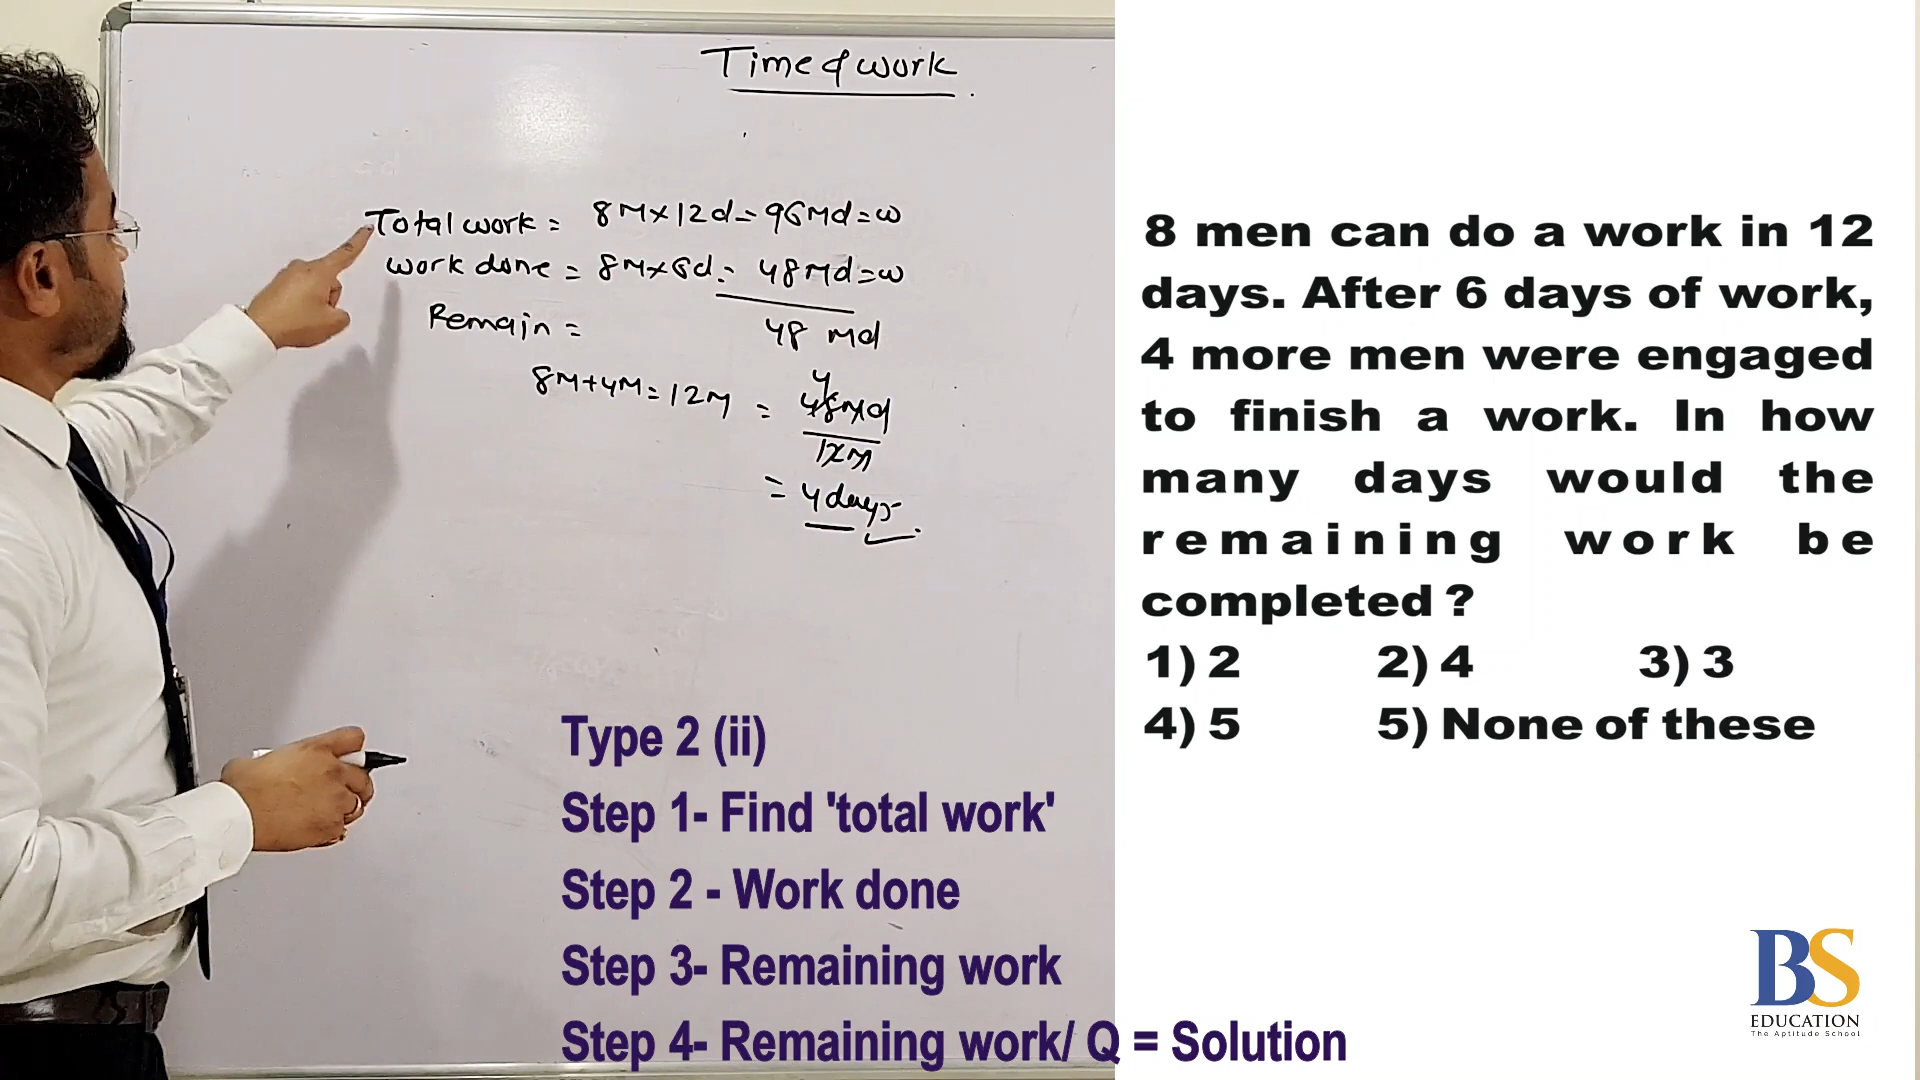 Time & work
Total work = 8M×12d = 96Md = w
work done = 8M×6d = 48Md = w
Remain = 48 Md
8M+4M=12M = 48Md
4
12M
= 4days
8 men can do a work in 12
days. After 6 days of work,
4 more men were engaged
to finish a work. In how
many days would the
remaining work be
completed ?
1) 2 2) 4 3) 3
4) 5 5) None of these
Type 2 (ii)
Step 1- Find 'total work'
Step 2 - Work done
Step 3- Remaining work
Step 4- Remaining work/ Q = Solution
BS
EDUCATION
The Aptitude School